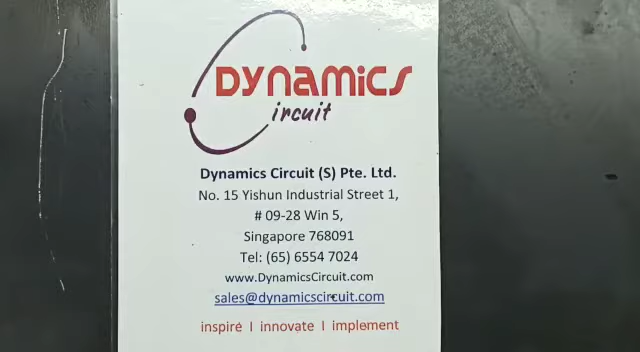 DYNAMICS
ircuit
Dynamics Circuit (S) Pte. Ltd.
No. 15 Yishun Industrial Street 1,
# 09-28 Win 5,
Singapore 768091
Tel: (65) 6554 7024
www.DynamicsCircuit.com
sales@dynamicscircuit.com
inspire I innovate I implement